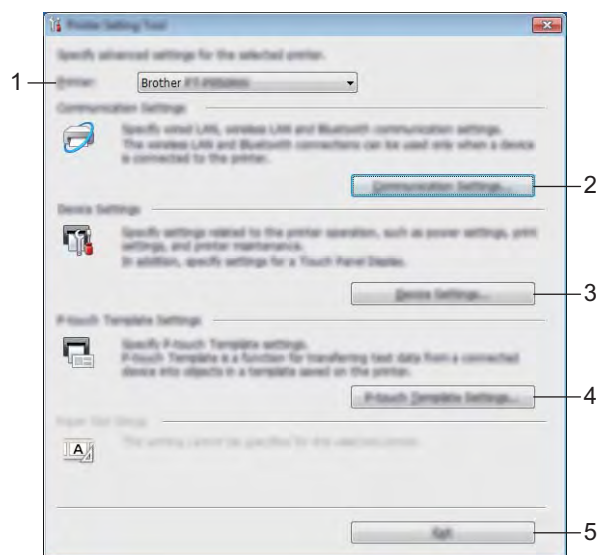 Printer Setting Tool
Specify advanced settings for the selected printer.
1
Printer:
Brother
Communication Settings
Specify wired LAN, wireless LAN and Bluetooth communication settings.
The wireless LAN and Bluetooth connections can be used only when a device
is connected to the printer.
Communication Settings...
2
Device Settings
Specify settings related to the printer operation, such as power settings, print
settings, and printer maintenance.
In addition, specify settings for a Touch Panel Display.
Device Settings...
3
P-touch Template Settings
Specify P-touch Template settings.
P-touch Template is a function for transferring text data from a connected
device into objects in a template saved on the printer.
P-touch Template Settings...
4
Paper
A
This setting cannot be specified for the selected printer.
Exit
5